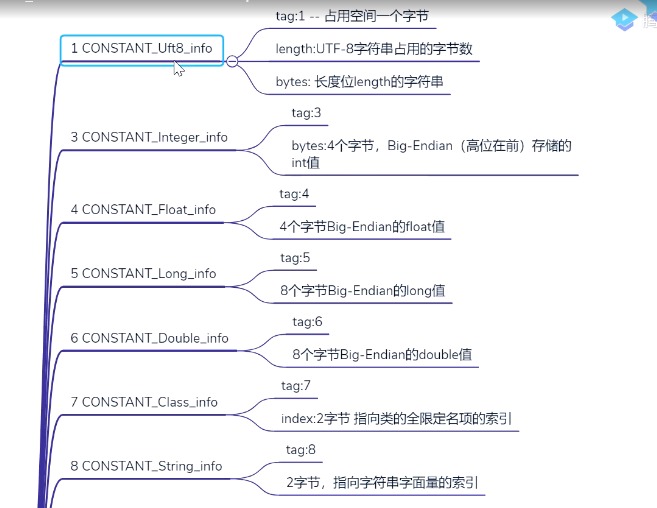 tag:1 -- 占用空间一个字节
1 CONSTANT_Uft8_info
length:UTF-8字符串占用的字节数
bytes: 长度位length的字符串
tag:3
3 CONSTANT_Integer_info
bytes:4个字节，Big-Endian（高位在前）存储的
int值
tag:4
4 CONSTANT_Float_info
4个字节Big-Endian的float值
tag:5
5 CONSTANT_Long_info
8个字节Big-Endian的long值
tag:6
6 CONSTANT_Double_info
8个字节Big-Endian的double值
tag:7
7 CONSTANT_Class_info
index:2字节 指向类的全限定名项的索引
tag:8
8 CONSTANT_String_info
2字节，指向字符串字面量的索引